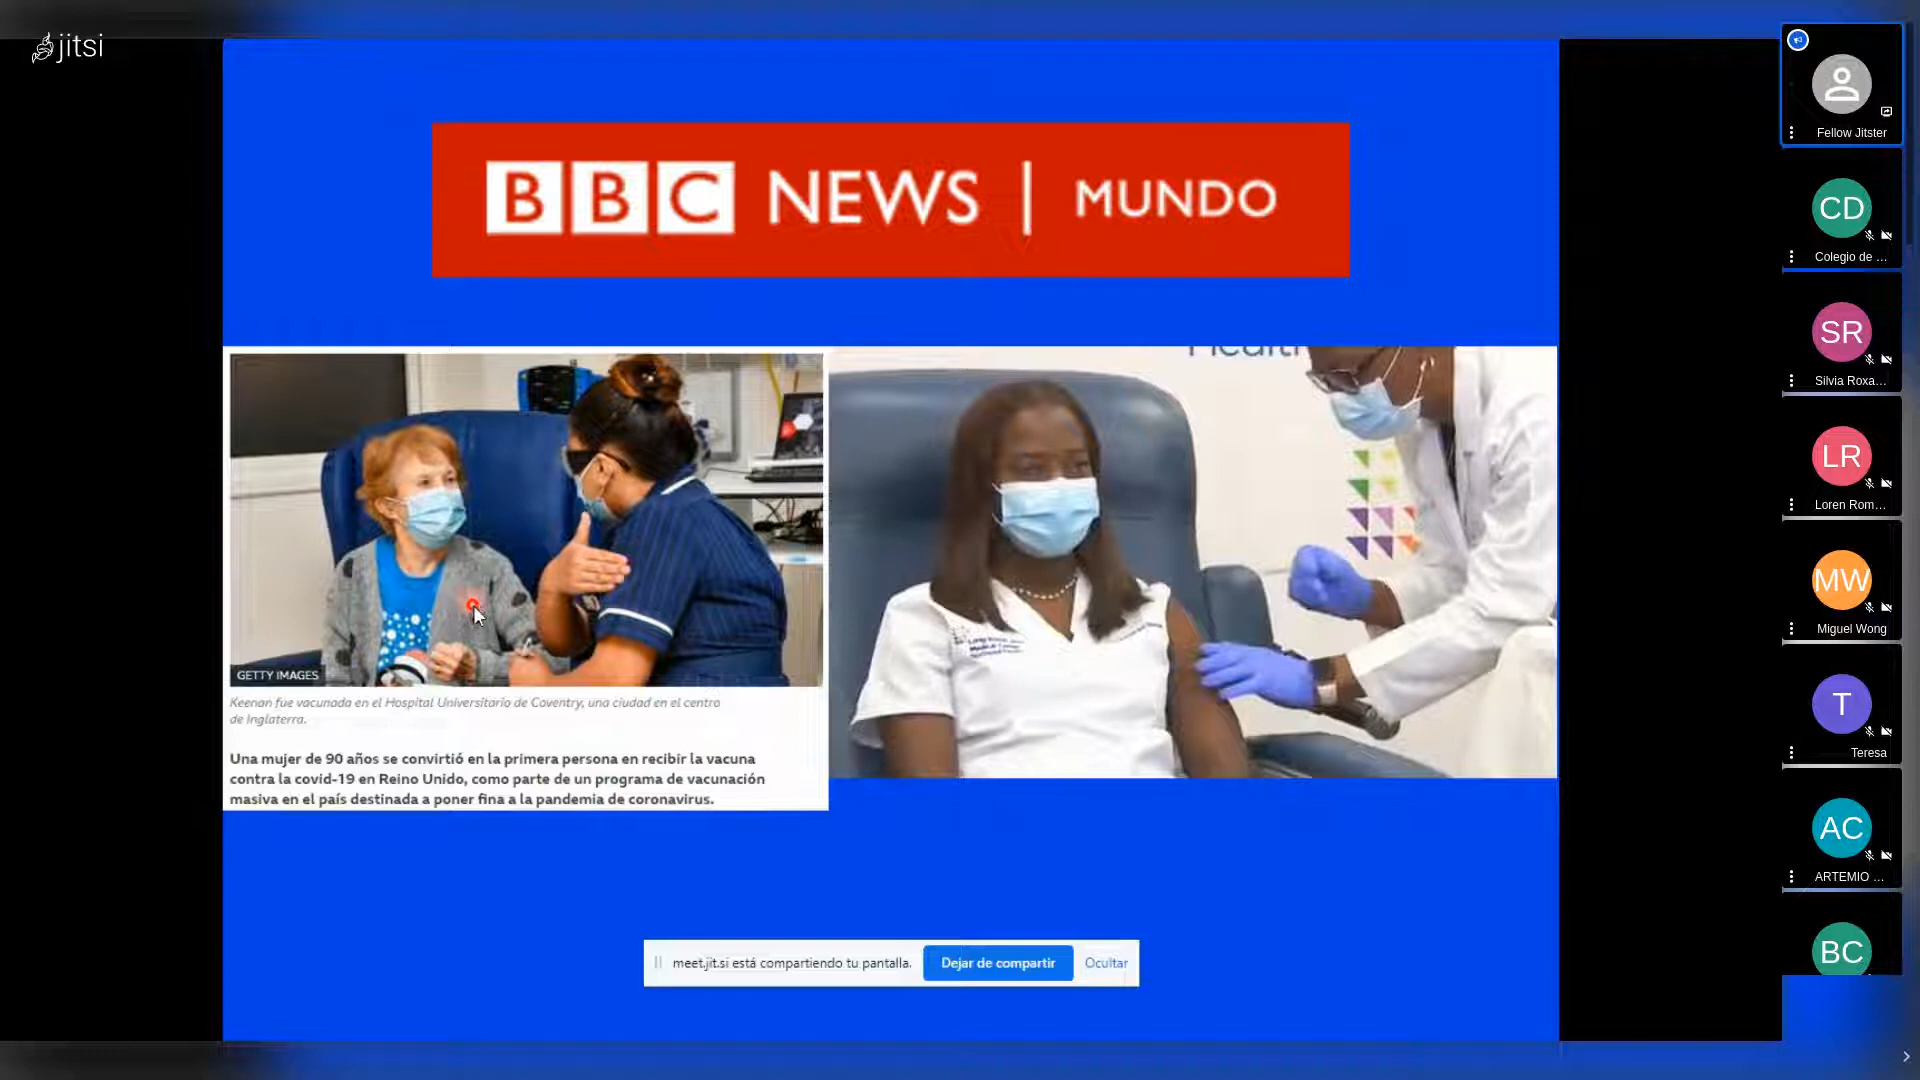 jitsi
BBC NEWS | MUNDO
GETTY IMAGES
Keenan fue vacunada en el Hospital Universitario de Coventry, una ciudad en el centro
de Inglaterra.
Una mujer de 90 años se convirtió en la primera persona en recibir la vacuna
contra la covid-19 en Reino Unido, como parte de un programa de vacunación
masiva en el país destinada a poner fina a la pandemia de coronavirus.
Medical Center
meet.jit.si está compartiendo tu pantalla.
Dejar de compartir
Ocultar
Fellow Jitster
CD
Colegio de ...
SR
Silvia Roxa...
LR
Loren Rom...
MW
Miguel Wong
T
Teresa
AC
ARTEMIO ...
BC